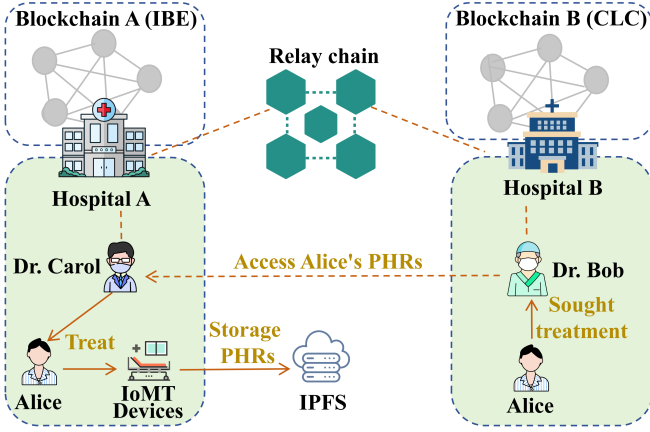 Blockchain A (IBE)
Blockchain B (CLC)
Relay chain
Hospital A
Hospital B
Dr. Carol
Access Alice's PHRs
Dr. Bob
Treat
Storage
PHRs
Sought
treatment
Alice
IoMT
Devices
IPFS
Alice